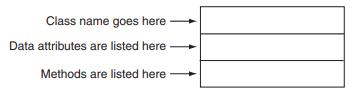 Class name goes here
Data attributes are listed here
Methods are listed here